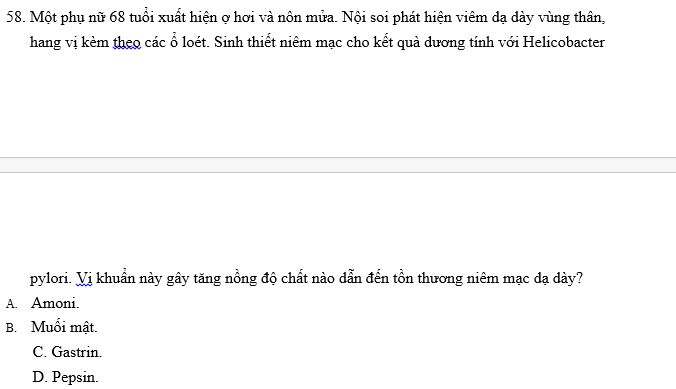 58. Một phụ nữ 68 tuổi xuất hiện ợ hơi và nôn mửa. Nội soi phát hiện viêm dạ dày vùng thân,
hang vị kèm theo các ổ loét. Sinh thiết niêm mạc cho kết quả dương tính với Helicobacter
pylori. Vi khuẩn này gây tăng nồng độ chất nào dẫn đến tổn thương niêm mạc dạ dày?
A. Amoni.
B. Muối mật.
C. Gastrin.
D. Pepsin.